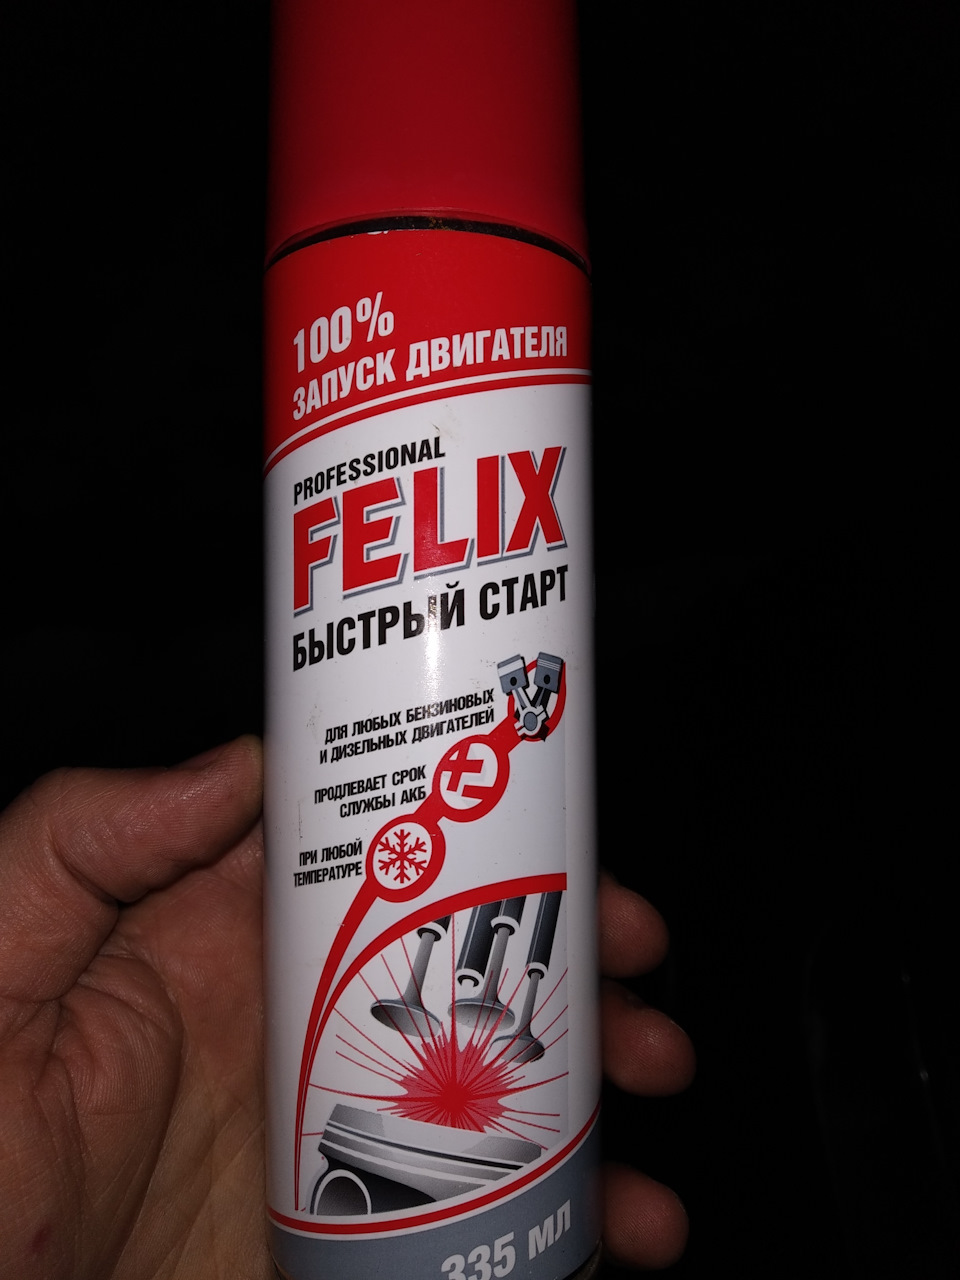 100%
ЗАПУСК ДВИГАТЕЛЯ
PROFESSIONAL
FELIX
БЫСТРЫЙ СТАРТ
ДЛЯ ЛЮБЫХ БЕНЗИНОВЫХ
И ДИЗЕЛЬНЫХ ДВИГАТЕЛЕЙ
ПРОДЛЕВАЕТ СРОК
СЛУЖБЫ АКБ
ПРИ ЛЮБОЙ
ТЕМПЕРАТУРЕ
335 МЛ